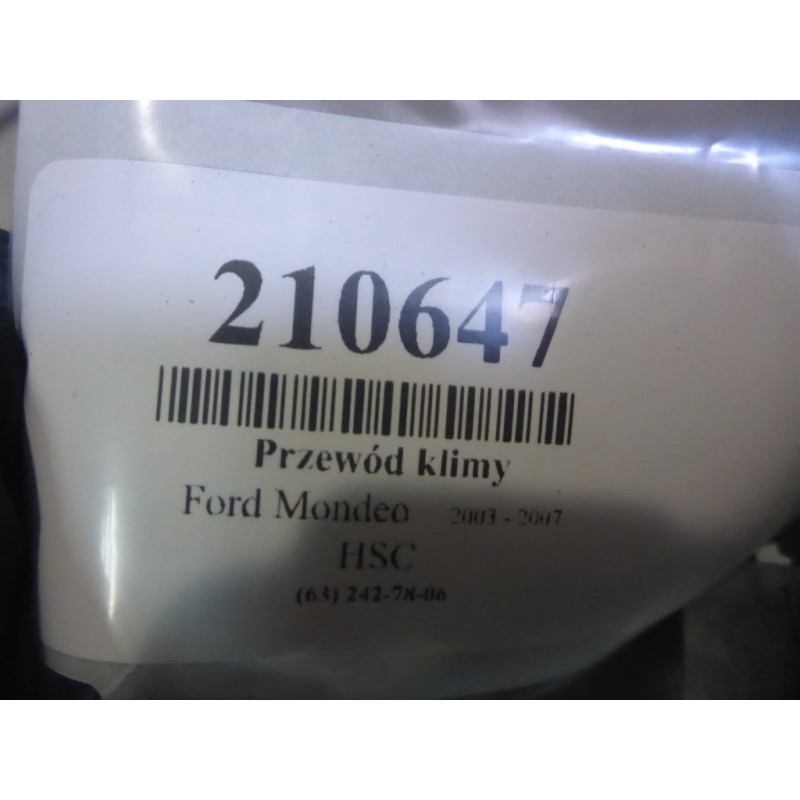 210647
Przewód klimy
Ford Mondeo 2003 - 2007
HSC
(63) 242-78-06